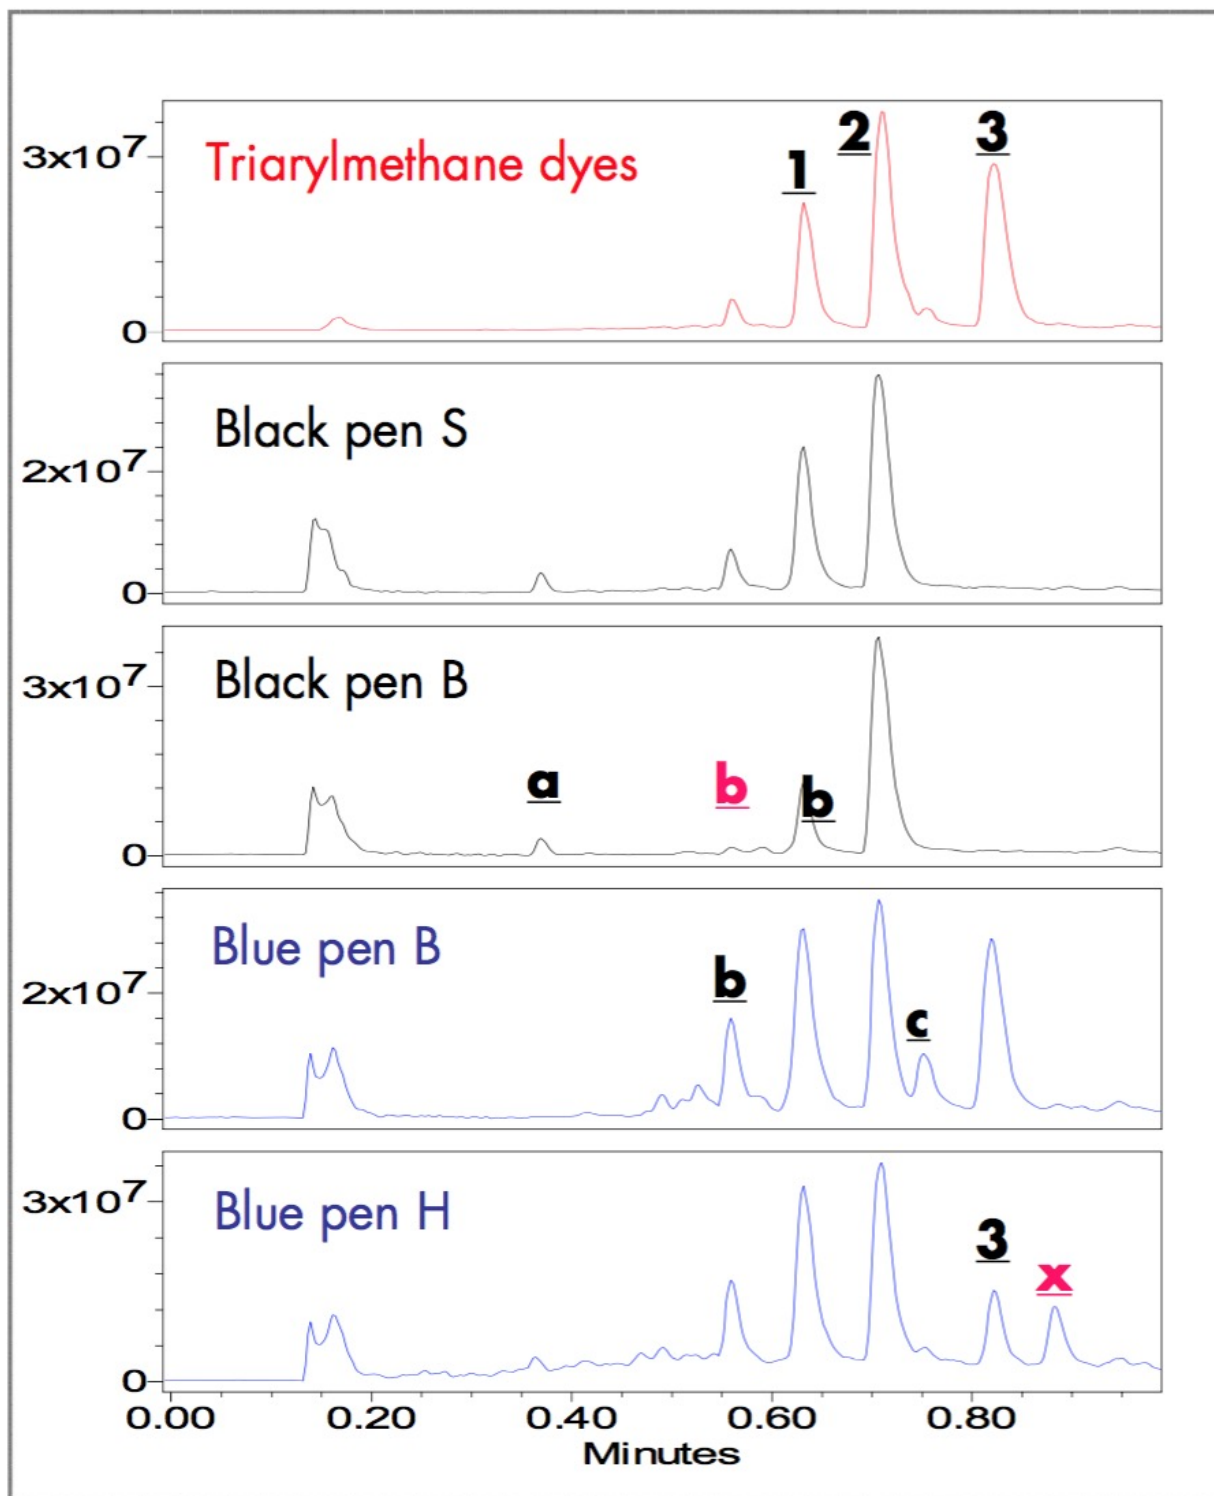 Triarylmethane dyes
1
2
3
3x10⁷
0
Black pen S
2x10⁷
0
Black pen B
3x10⁷
a
b
b
0
Blue pen B
2x10⁷
b
c
0
Blue pen H
3x10⁷
3
x
0
0.00 0.20 0.40 0.60 0.80
Minutes